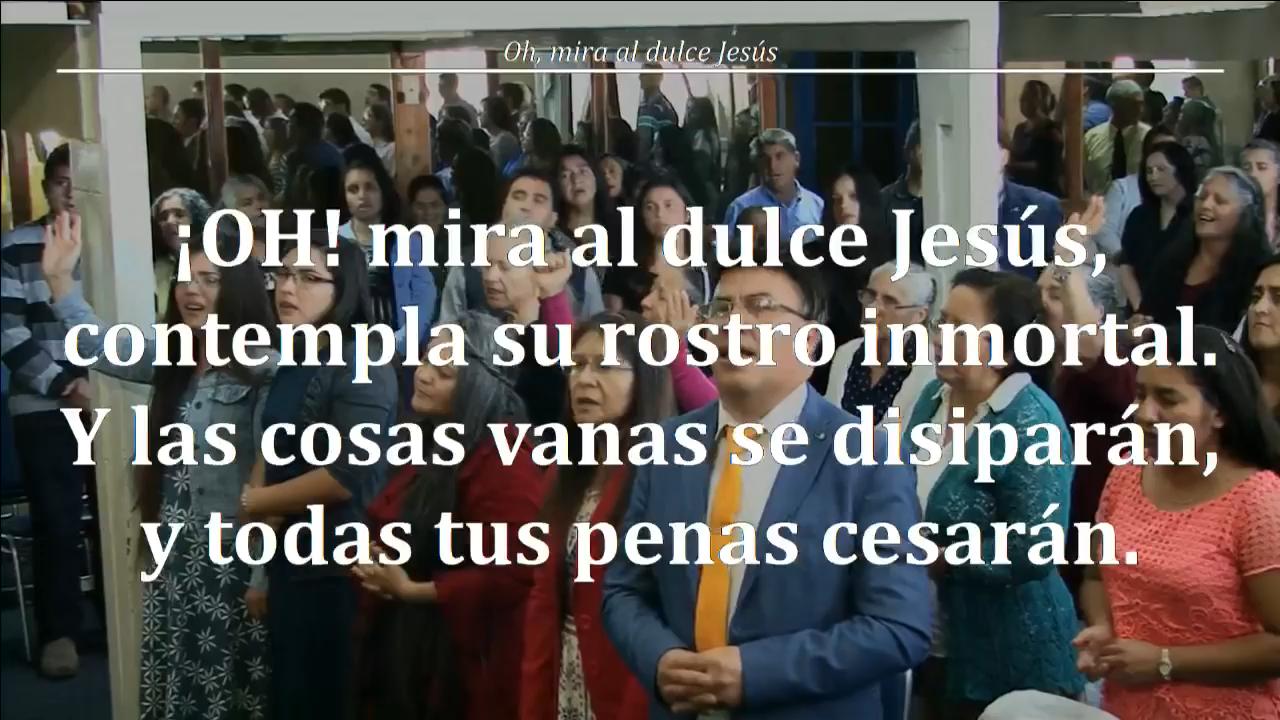 Oh, mira al dulce Jesús
¡OH! mira al dulce Jesús,
contempla su rostro inmortal.
Y las cosas vanas se disiparán,
y todas tus penas cesarán.